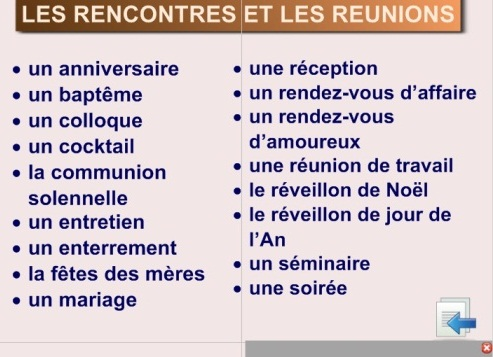 LES RENCONTRES ET LES REUNIONS
• un anniversaire
• un baptême
• un colloque
• un cocktail
• la communion
solennelle
• un entretien
• un enterrement
• la fêtes des mères
• un mariage
• une réception
• un rendez-vous d’affaire
• un rendez-vous
d’amoureux
• une réunion de travail
• le réveillon de Noël
• le réveillon de jour de
l’An
• un séminaire
• une soirée